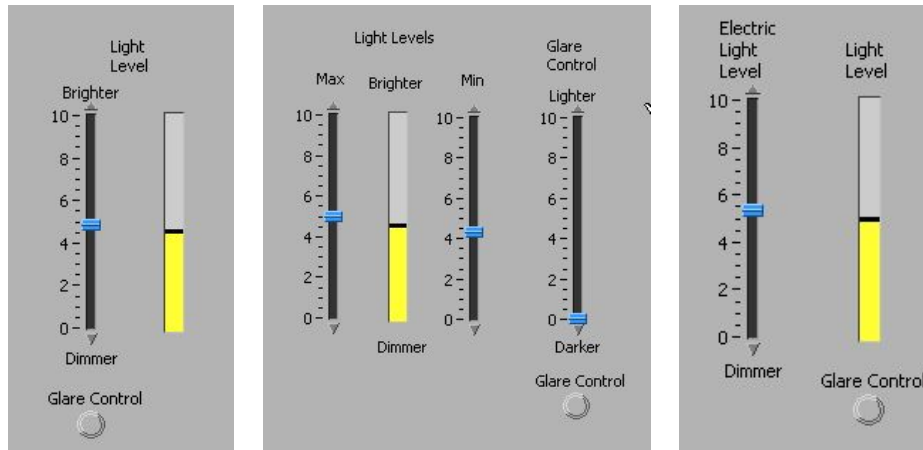 Light
Level
Brighter
10
8
6
4
2
0
Dimmer
Glare Control
Light Levels
Max
Brighter
Min
10
8
6
4
2
0
10
8
6
4
2
0
Dimmer
Glare
Control
Lighter
10
8
6
4
2
0
Darker
Glare Control
Electric
Light
Level
10
8
6
4
2
0
Dimmer
Light
Level
Glare Control